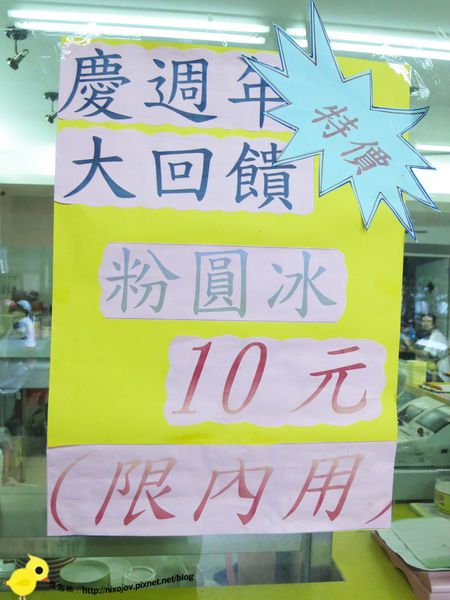 慶週年
特價
大回饋
粉圓冰
10元
(限內用)
http://nixojov.pixnet.net/blog